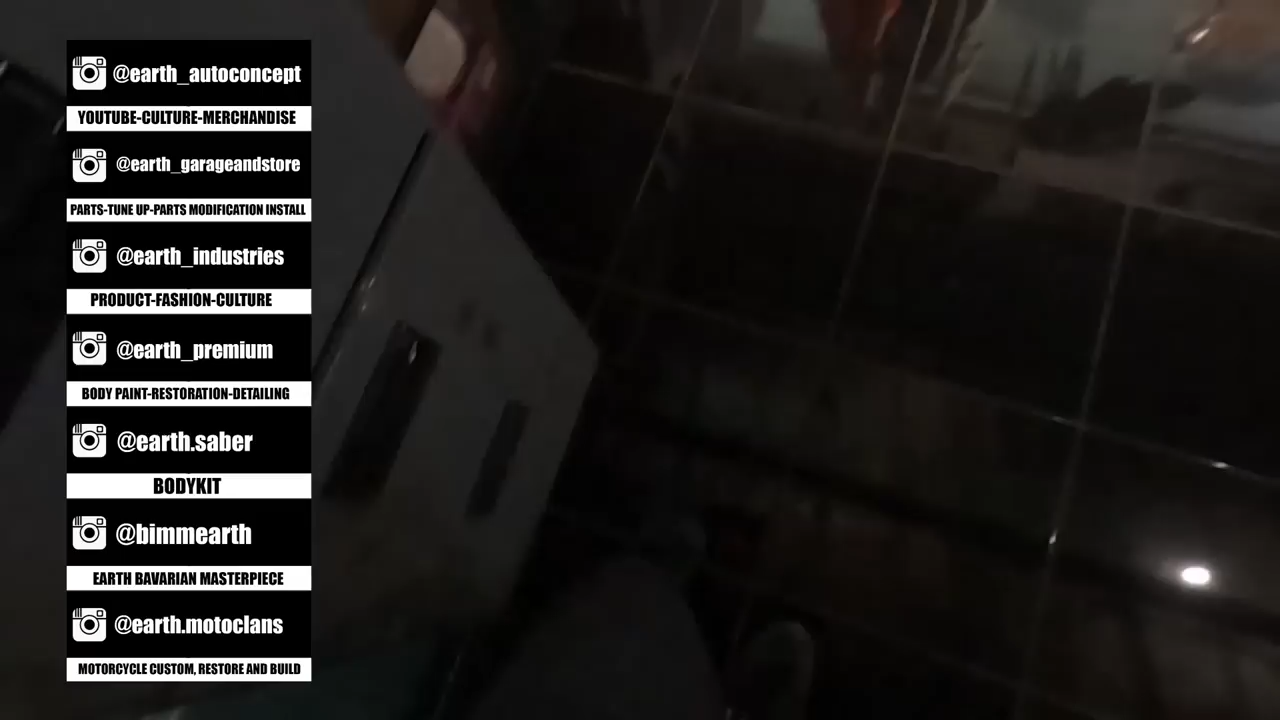 @earth_autoconcept
YOUTUBE-CULTURE-MERCHANDISE
@earth_garageandstore
PARTS-TUNE UP-PARTS MODIFICATION INSTALL
@earth_industries
PRODUCT-FASHION-CULTURE
@earth_premium
BODY PAINT-RESTORATION-DETAILING
@earth.saber
BODYKIT
@bimmearth
EARTH BAVARIAN MASTERPIECE
@earth.motoclans
MOTORCYCLE CUSTOM, RESTORE AND BUILD